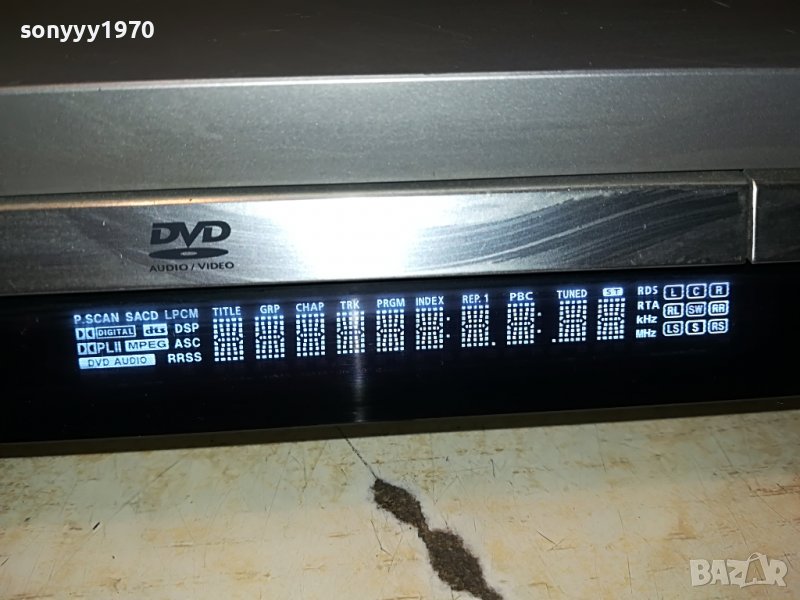 sonyyy1970
DVD
AUDIO/VIDEO
P.SCAN SACD LPCM TITLE GRP CHAP TRK PRGM INDEX REP.1 PBC TUNED S.T RDS L C R
DIGITAL dts DSP RTA RL SW RR
PLII MPEG ASC kHz
DVD AUDIO RRSS MHz LS S RS
BAZAR